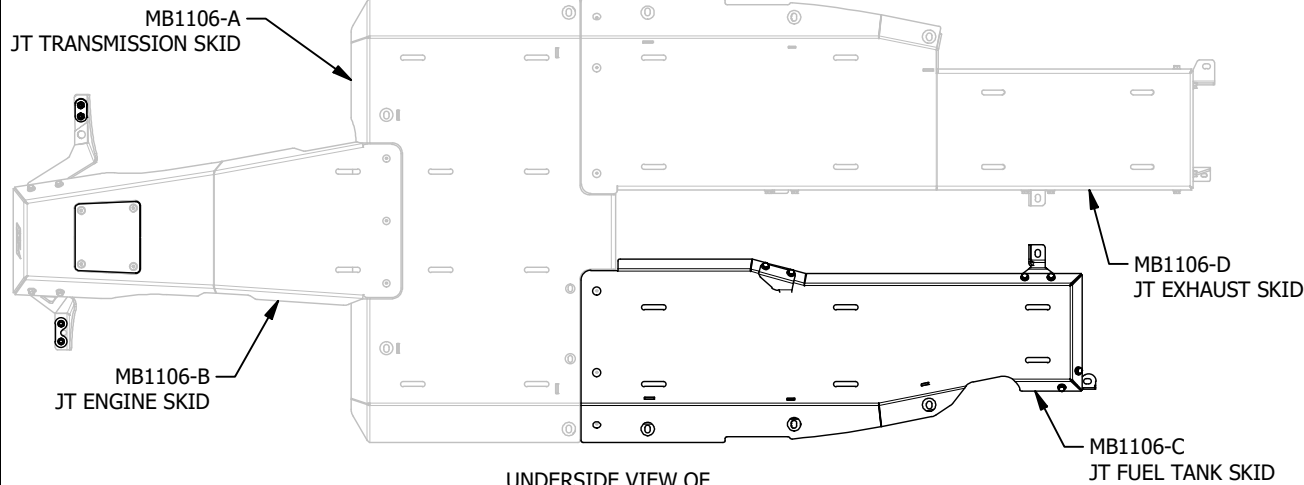 MB1106-A
JT TRANSMISSION SKID
MB1106-D
JT EXHAUST SKID
MB1106-B
JT ENGINE SKID
MB1106-C
JT FUEL TANK SKID
UNDERSIDE VIEW OF